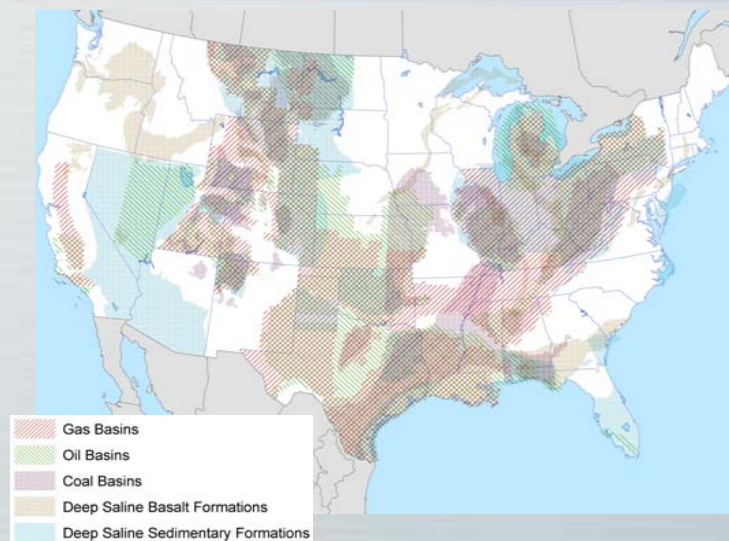 Gas Basins
Oil Basins
Coal Basins
Deep Saline Basalt Formations
Deep Saline Sedimentary Formations